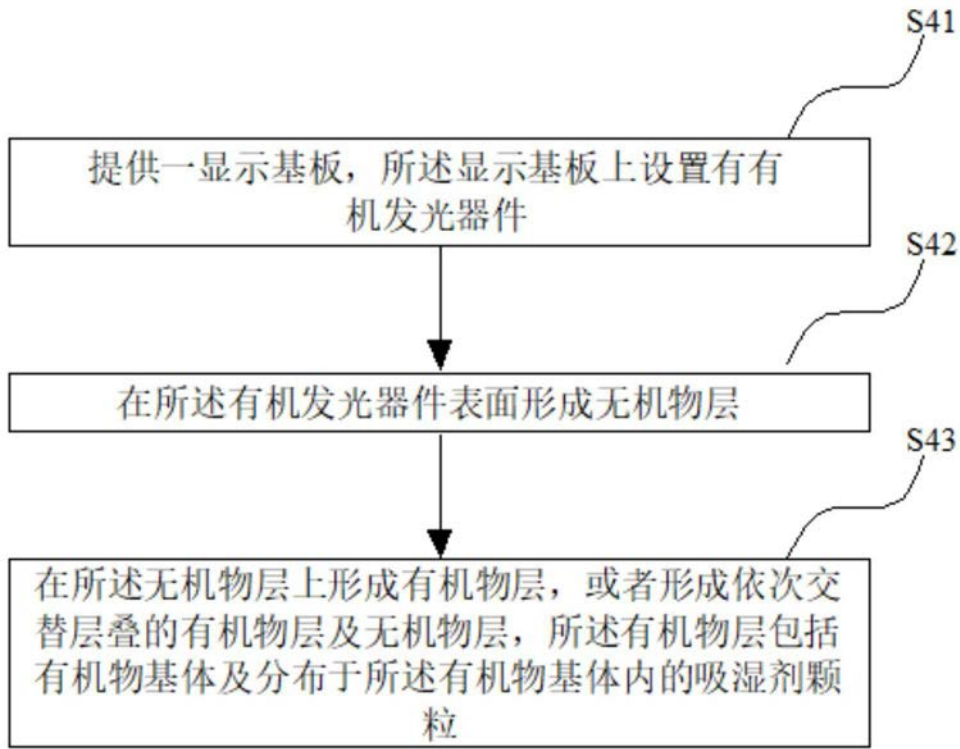 S41
提供一显示基板，所述显示基板上设置有有
机发光器件
S42
在所述有机发光器件表面形成无机物层
S43
在所述无机物层上形成有机物层，或者形成依次交
替层叠的有机物层及无机物层，所述有机物层包括
有机物基体及分布于所述有机物基体内的吸湿剂颗
粒